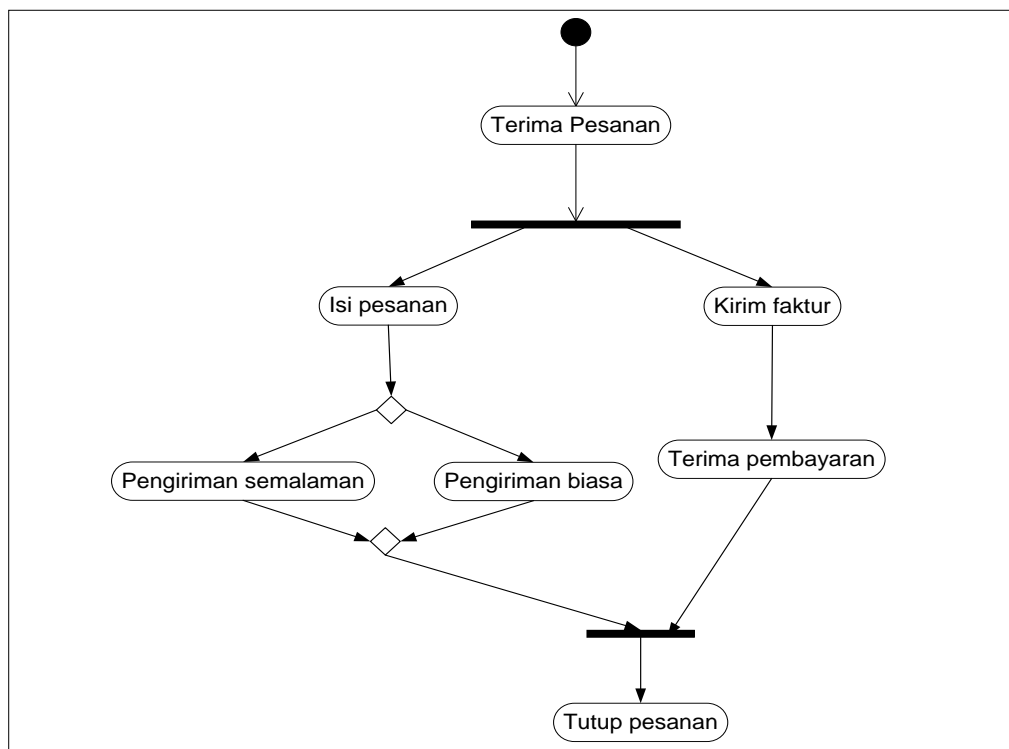 Terima Pesanan
Isi pesanan
Kirim faktur
Terima pembayaran
Pengiriman semalaman
Pengiriman biasa
Tutup pesanan